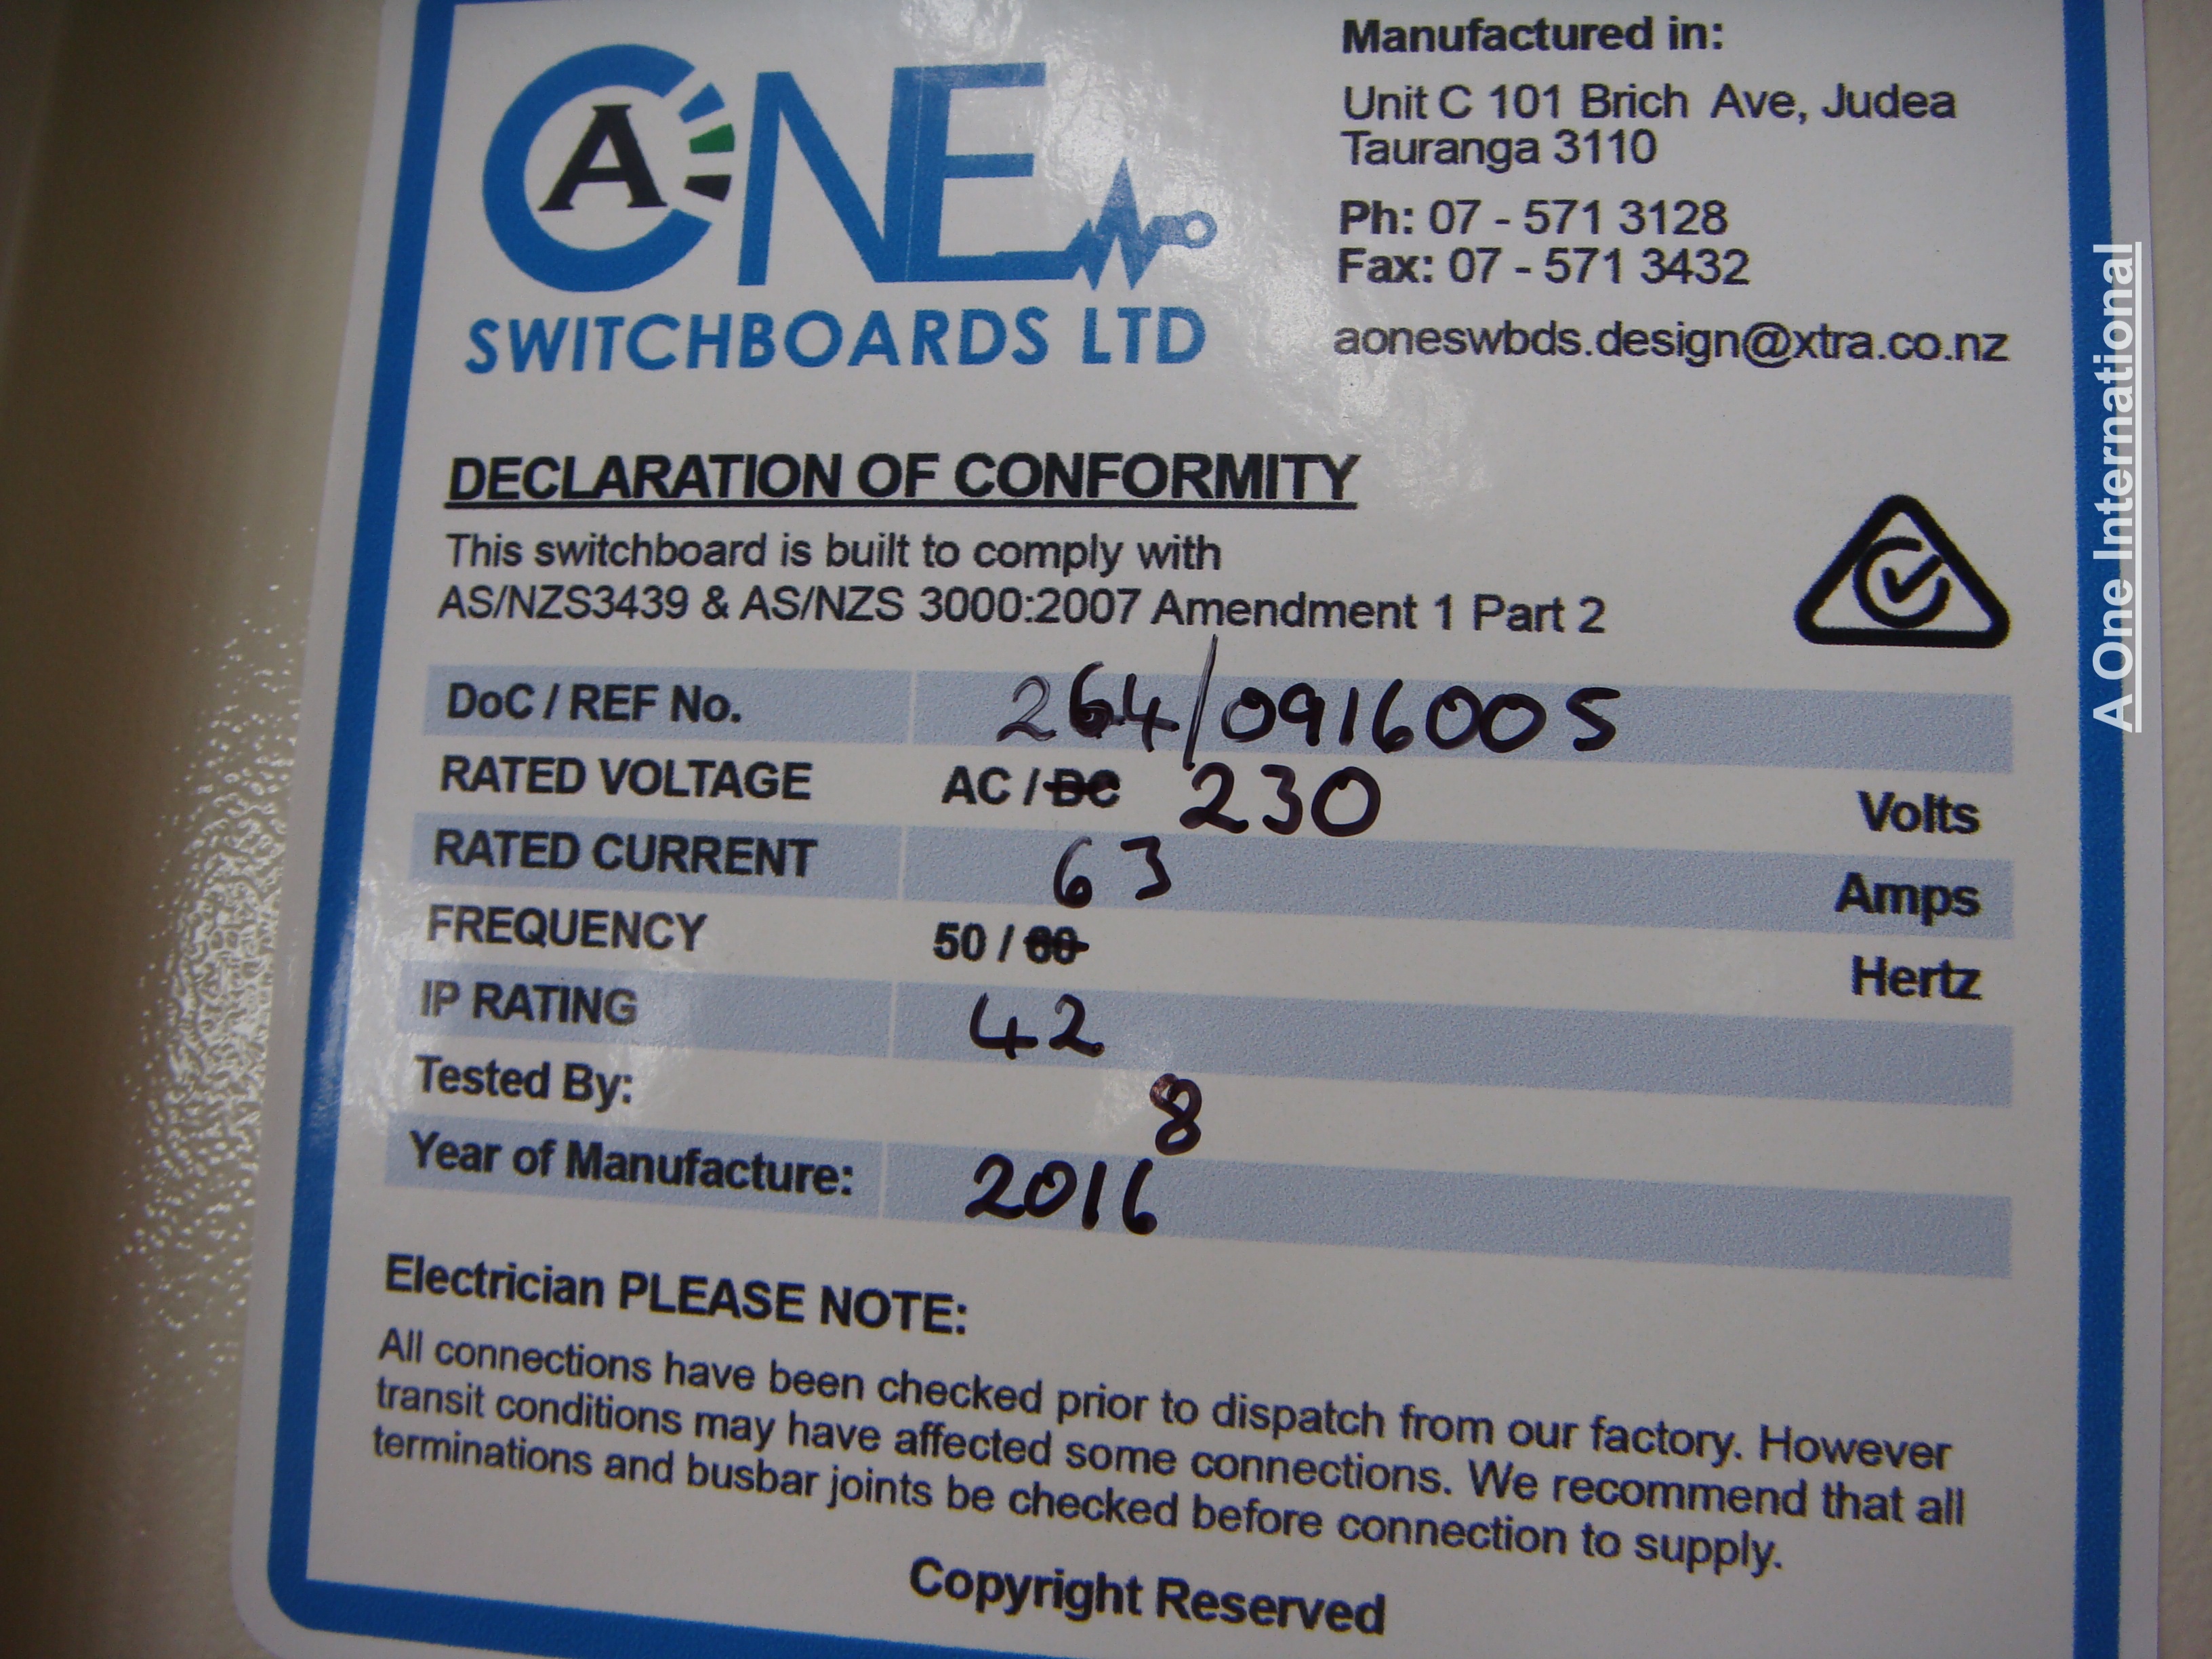 A ONE
SWITCHBOARDS LTD
Manufactured in:
Unit C 101 Brich Ave, Judea
Tauranga 3110
Ph: 07 - 571 3128
Fax: 07 - 571 3432
aoneswbds.design@xtra.co.nz
DECLARATION OF CONFORMITY
This switchboard is built to comply with
AS/NZS3439 & AS/NZS 3000:2007 Amendment 1 Part 2
DoC / REF No. 264/0916005
RATED VOLTAGE AC / DC 230 Volts
RATED CURRENT 63 Amps
FREQUENCY 50 / 60 Hertz
IP RATING 42
Tested By: 8
Year of Manufacture: 2016
Electrician PLEASE NOTE:
All connections have been checked prior to dispatch from our factory. However
transit conditions may have affected some connections. We recommend that all
terminations and busbar joints be checked before connection to supply.
Copyright Reserved
A One International